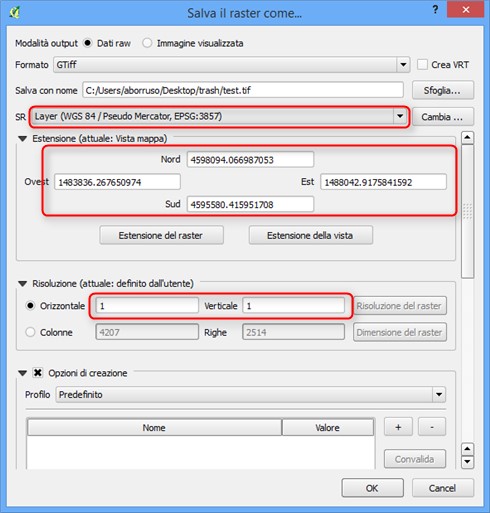 Salva il raster come...
?
Modalità output Dati raw Immagine visualizzata
Formato GTiff Crea VRT
Salva con nome C:/Users/aborruso/Desktop/trash/test.tif Sfoglia...
SR Layer (WGS 84 / Pseudo Mercator, EPSG:3857) Cambia ...
Estensione (attuale: Vista mappa)
Nord 4598094.066987053
Ovest 1483836.267650974 Est 1488042.9175841592
Sud 4595580.415951708
Estensione del raster Estensione della vista
Risoluzione (attuale: definito dall'utente)
Orizzontale 1 Verticale 1 Risoluzione del raster
Colonne 4207 Righe 2514 Dimensione del raster
Opzioni di creazione
Profilo Predefinito
Nome Valore + -
Convalida
OK Cancel